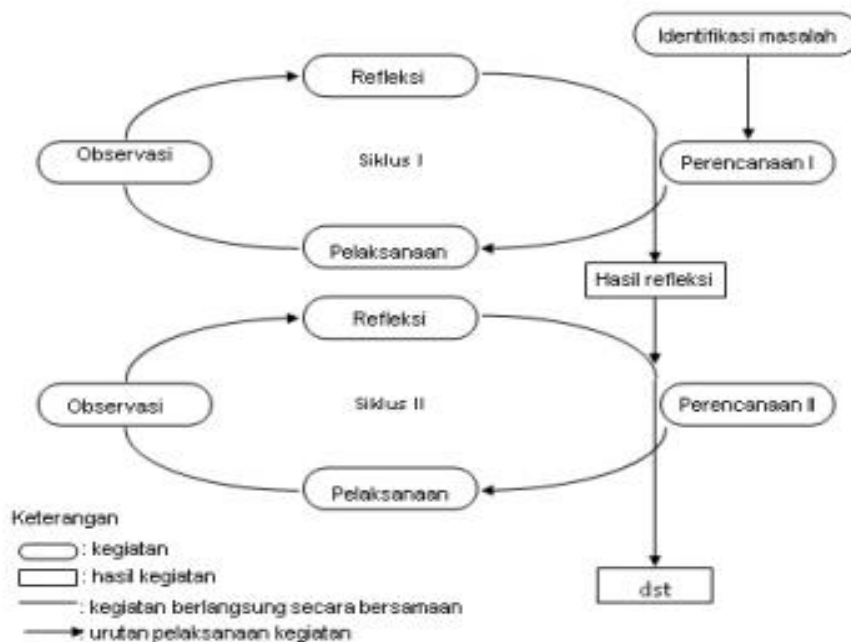 Identifikasi masalah
Refleksi
Observasi
Siklus I
Perencanaan I
Pelaksanaan
Hasil refleksi
Refleksi
Observasi
Siklus II
Perencanaan II
Pelaksanaan
Keterangan
: kegiatan
: hasil kegiatan
: kegiatan berlangsung secara bersamaan
: urutan pelaksanaan kegiatan
dst